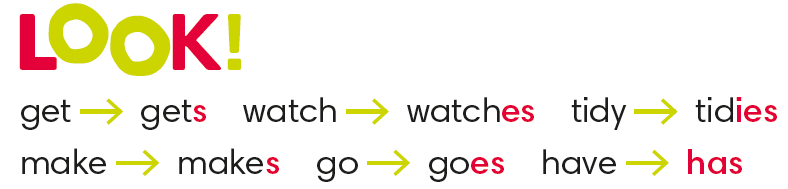 LOOK!
get → gets watch → watches tidy → tidies
make → makes go → goes have → has